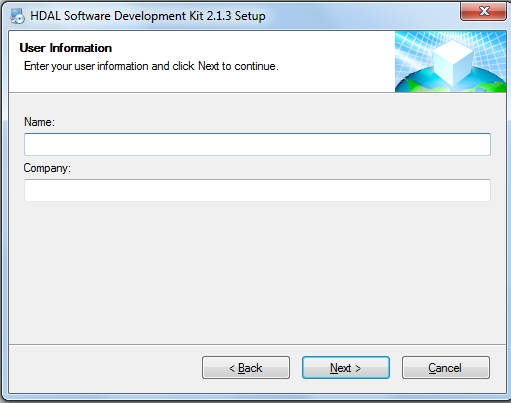 HDAL Software Development Kit 2.1.3 Setup
User Information
Enter your user information and click Next to continue.
Name:
Company:
< Back
Next >
Cancel